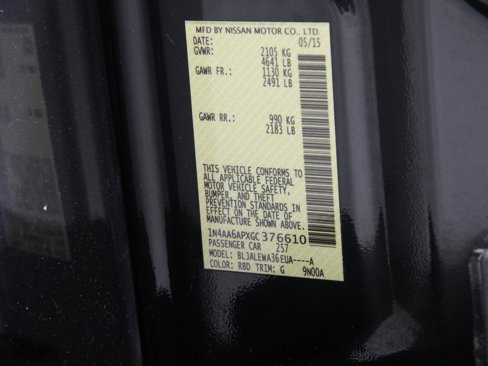 MFD BY NISSAN MOTOR CO., LTD.
DATE: 05/15
GVWR: 2105 KG
4641 LB
GAWR FR.: 1130 KG
2491 LB
GAWR RR.: 990 KG
2183 LB
THIS VEHICLE CONFORMS TO
ALL APPLICABLE FEDERAL
MOTOR VEHICLE SAFETY,
BUMPER, AND THEFT
PREVENTION STANDARDS IN
EFFECT ON THE DATE OF
MANUFACTURE SHOWN ABOVE.
1N4AA6APXGC376610
PASSENGER CAR 257
MODEL: BLJALEWA36EUA----A
COLOR: RBD TRIM: G 9N00A